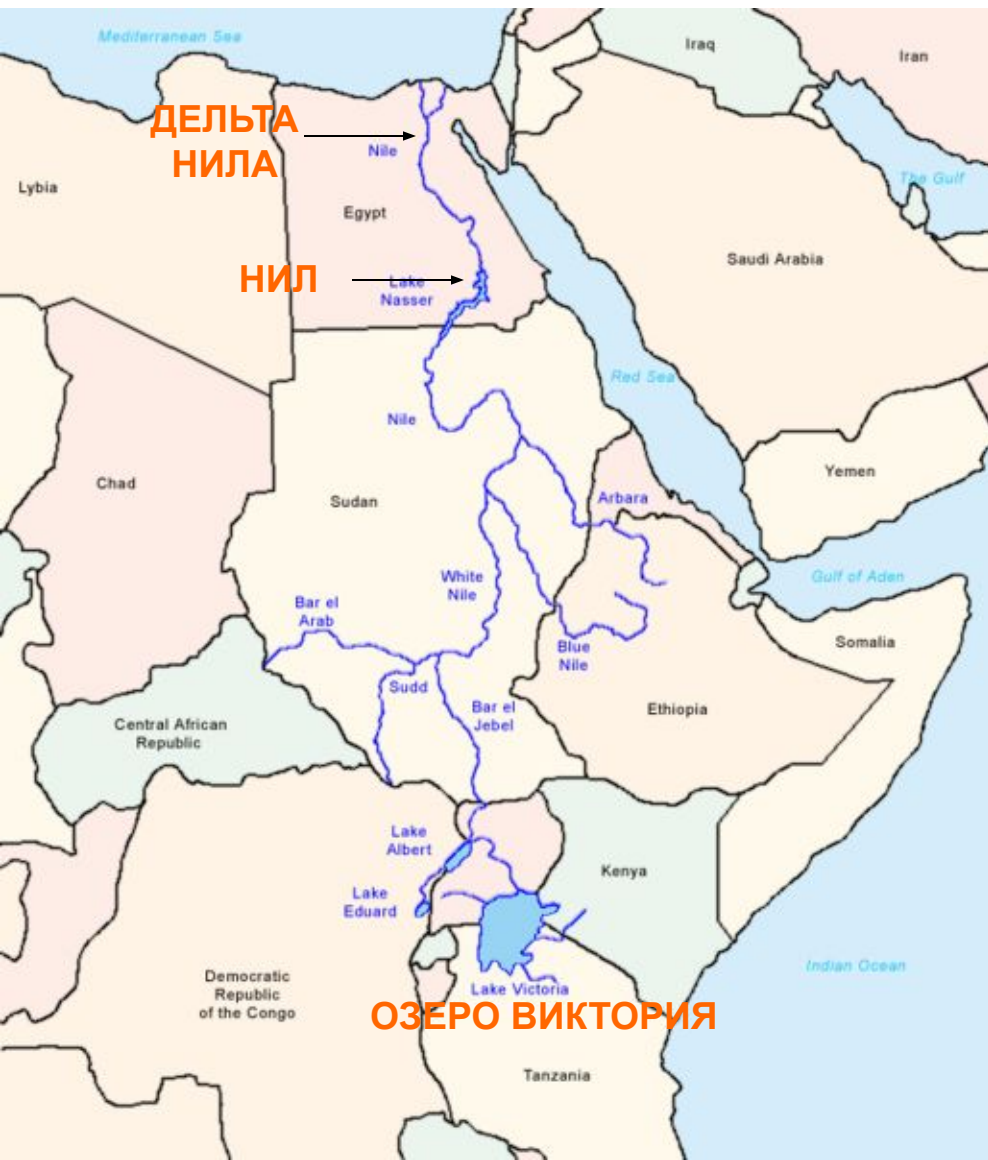 Mediterranean Sea
Iraq
Iran
ДЕЛЬТА
НИЛА
Nile
Lybia
The Gulf
Egypt
Saudi Arabia
НИЛ
Lake
Nasser
Red Sea
Nile
Chad
Sudan
Arbara
Yemen
White
Nile
Gulf of Aden
Bar el
Arab
Blue
Nile
Somalia
Sudd
Bar el
Jebel
Ethiopia
Central African
Republic
Lake
Albert
Kenya
Lake
Eduard
Indian Ocean
Democratic
Republic
of the Congo
Lake Victoria
ОЗЕРО ВИКТОРИЯ
Tanzania